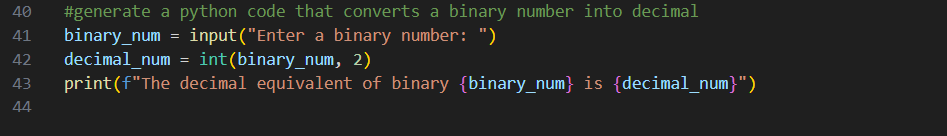 40 #generate a python code that converts a binary number into decimal
41 binary_num = input("Enter a binary number: ")
42 decimal_num = int(binary_num, 2)
43 print(f"The decimal equivalent of binary {binary_num} is {decimal_num}")
44